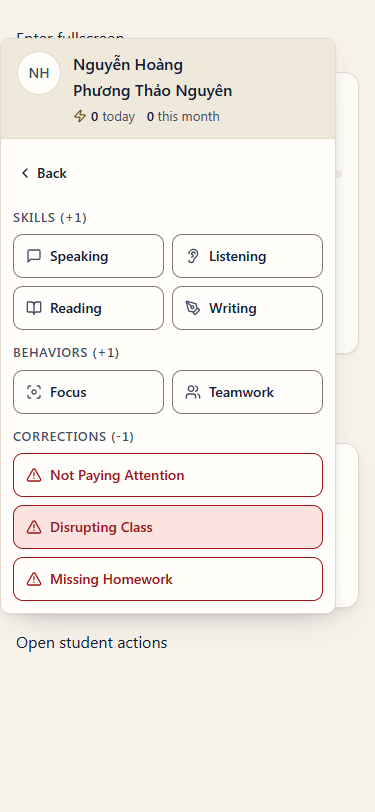 Enter fullscreen
NH
Nguyễn Hoàng
Phương Thảo Nguyên
0 today 0 this month
Back
SKILLS (+1)
Speaking
Listening
Reading
Writing
BEHAVIORS (+1)
Focus
Teamwork
CORRECTIONS (-1)
Not Paying Attention
Disrupting Class
Missing Homework
Open student actions